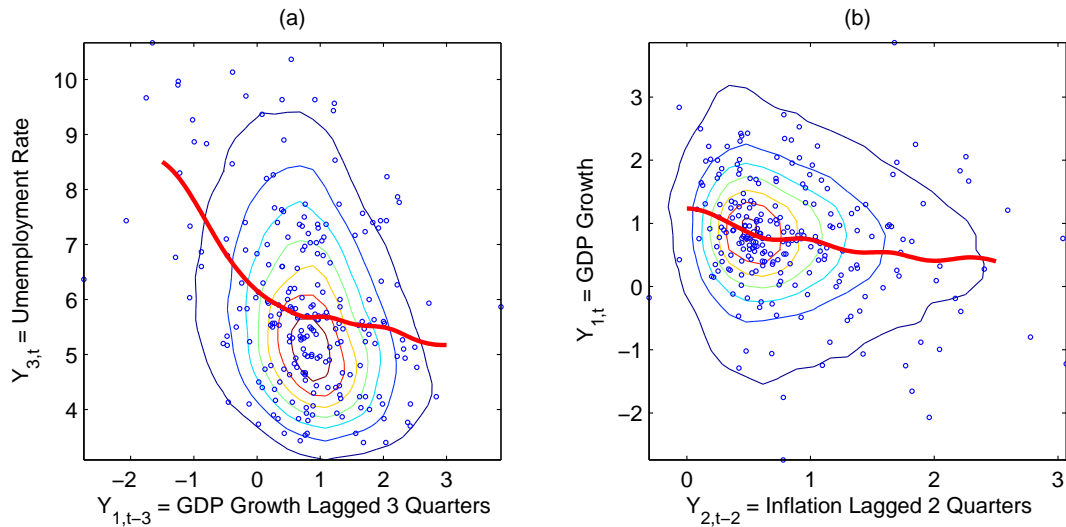 (a)
10
9
8
7
6
5
4
Y3,t = Umemployment Rate
-2 -1 0 1 2 3
Y1,t-3 = GDP Growth Lagged 3 Quarters
(b)
3
2
1
0
-1
-2
Y1,t = GDP Growth
0 1 2 3
Y2,t-2 = Inflation Lagged 2 Quarters